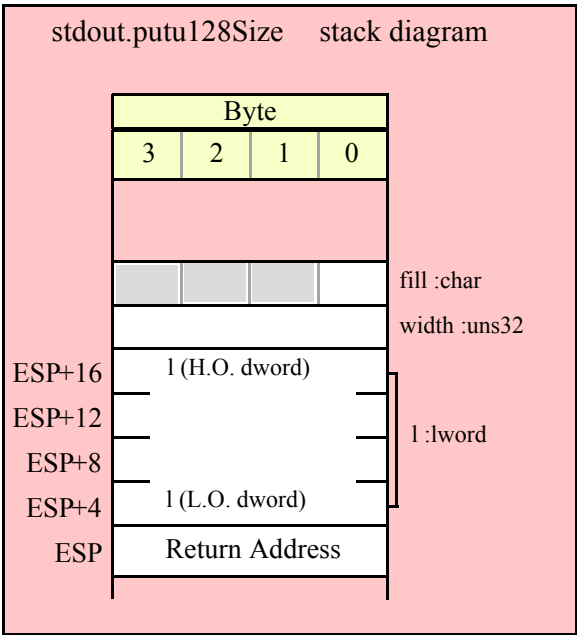 stdout.putu128Size stack diagram
Byte
3 2 1 0
fill :char
width :uns32
ESP+16 l (H.O. dword)
ESP+12
l :lword
ESP+8
ESP+4 l (L.O. dword)
ESP Return Address